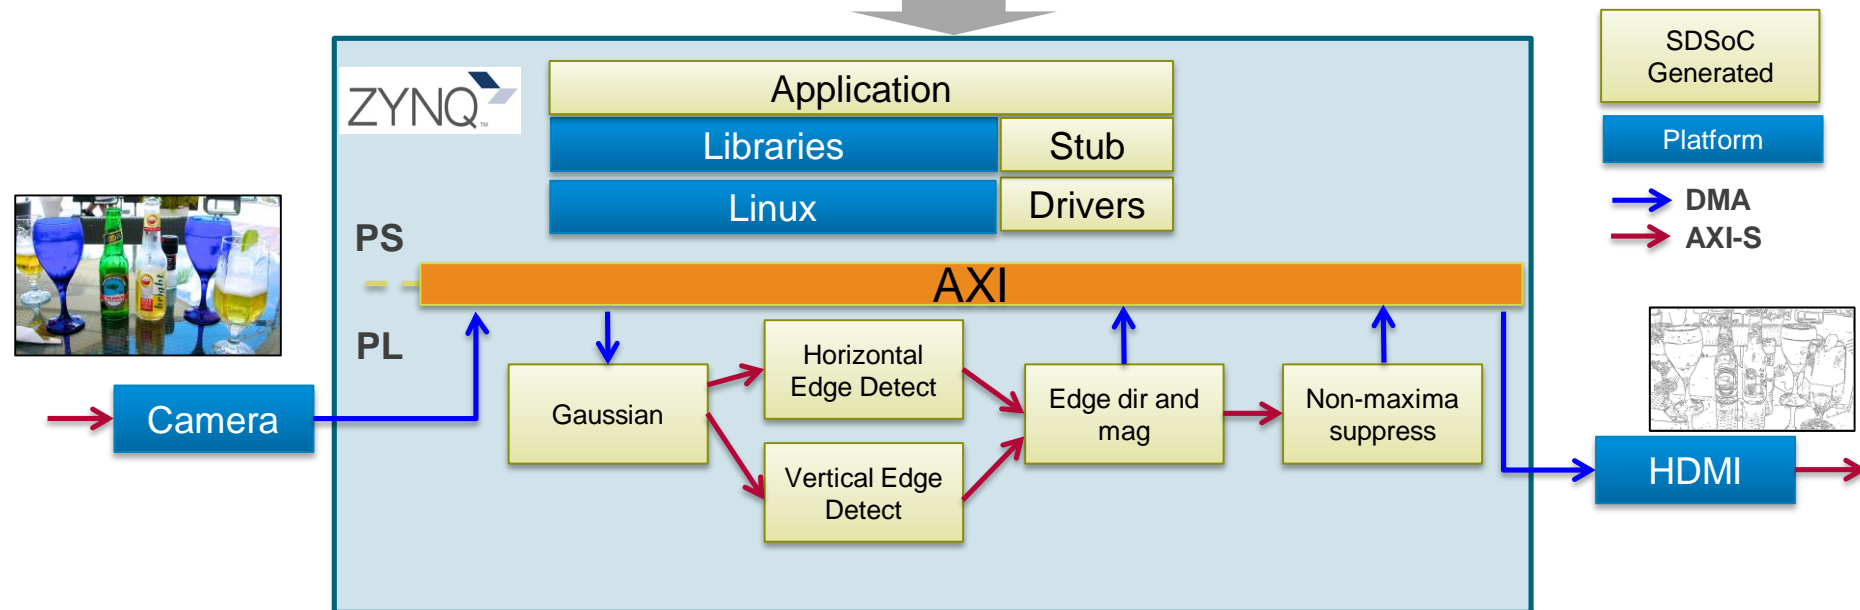 SDSoC
Generated
ZYNQ
™
Application
Libraries
Stub
Platform
Linux
Drivers
DMA
AXI-S
PS
AXI
PL
Horizontal
Edge Detect
Gaussian
Edge dir and
mag
Non-maxima
suppress
Camera
Vertical Edge
Detect
HDMI